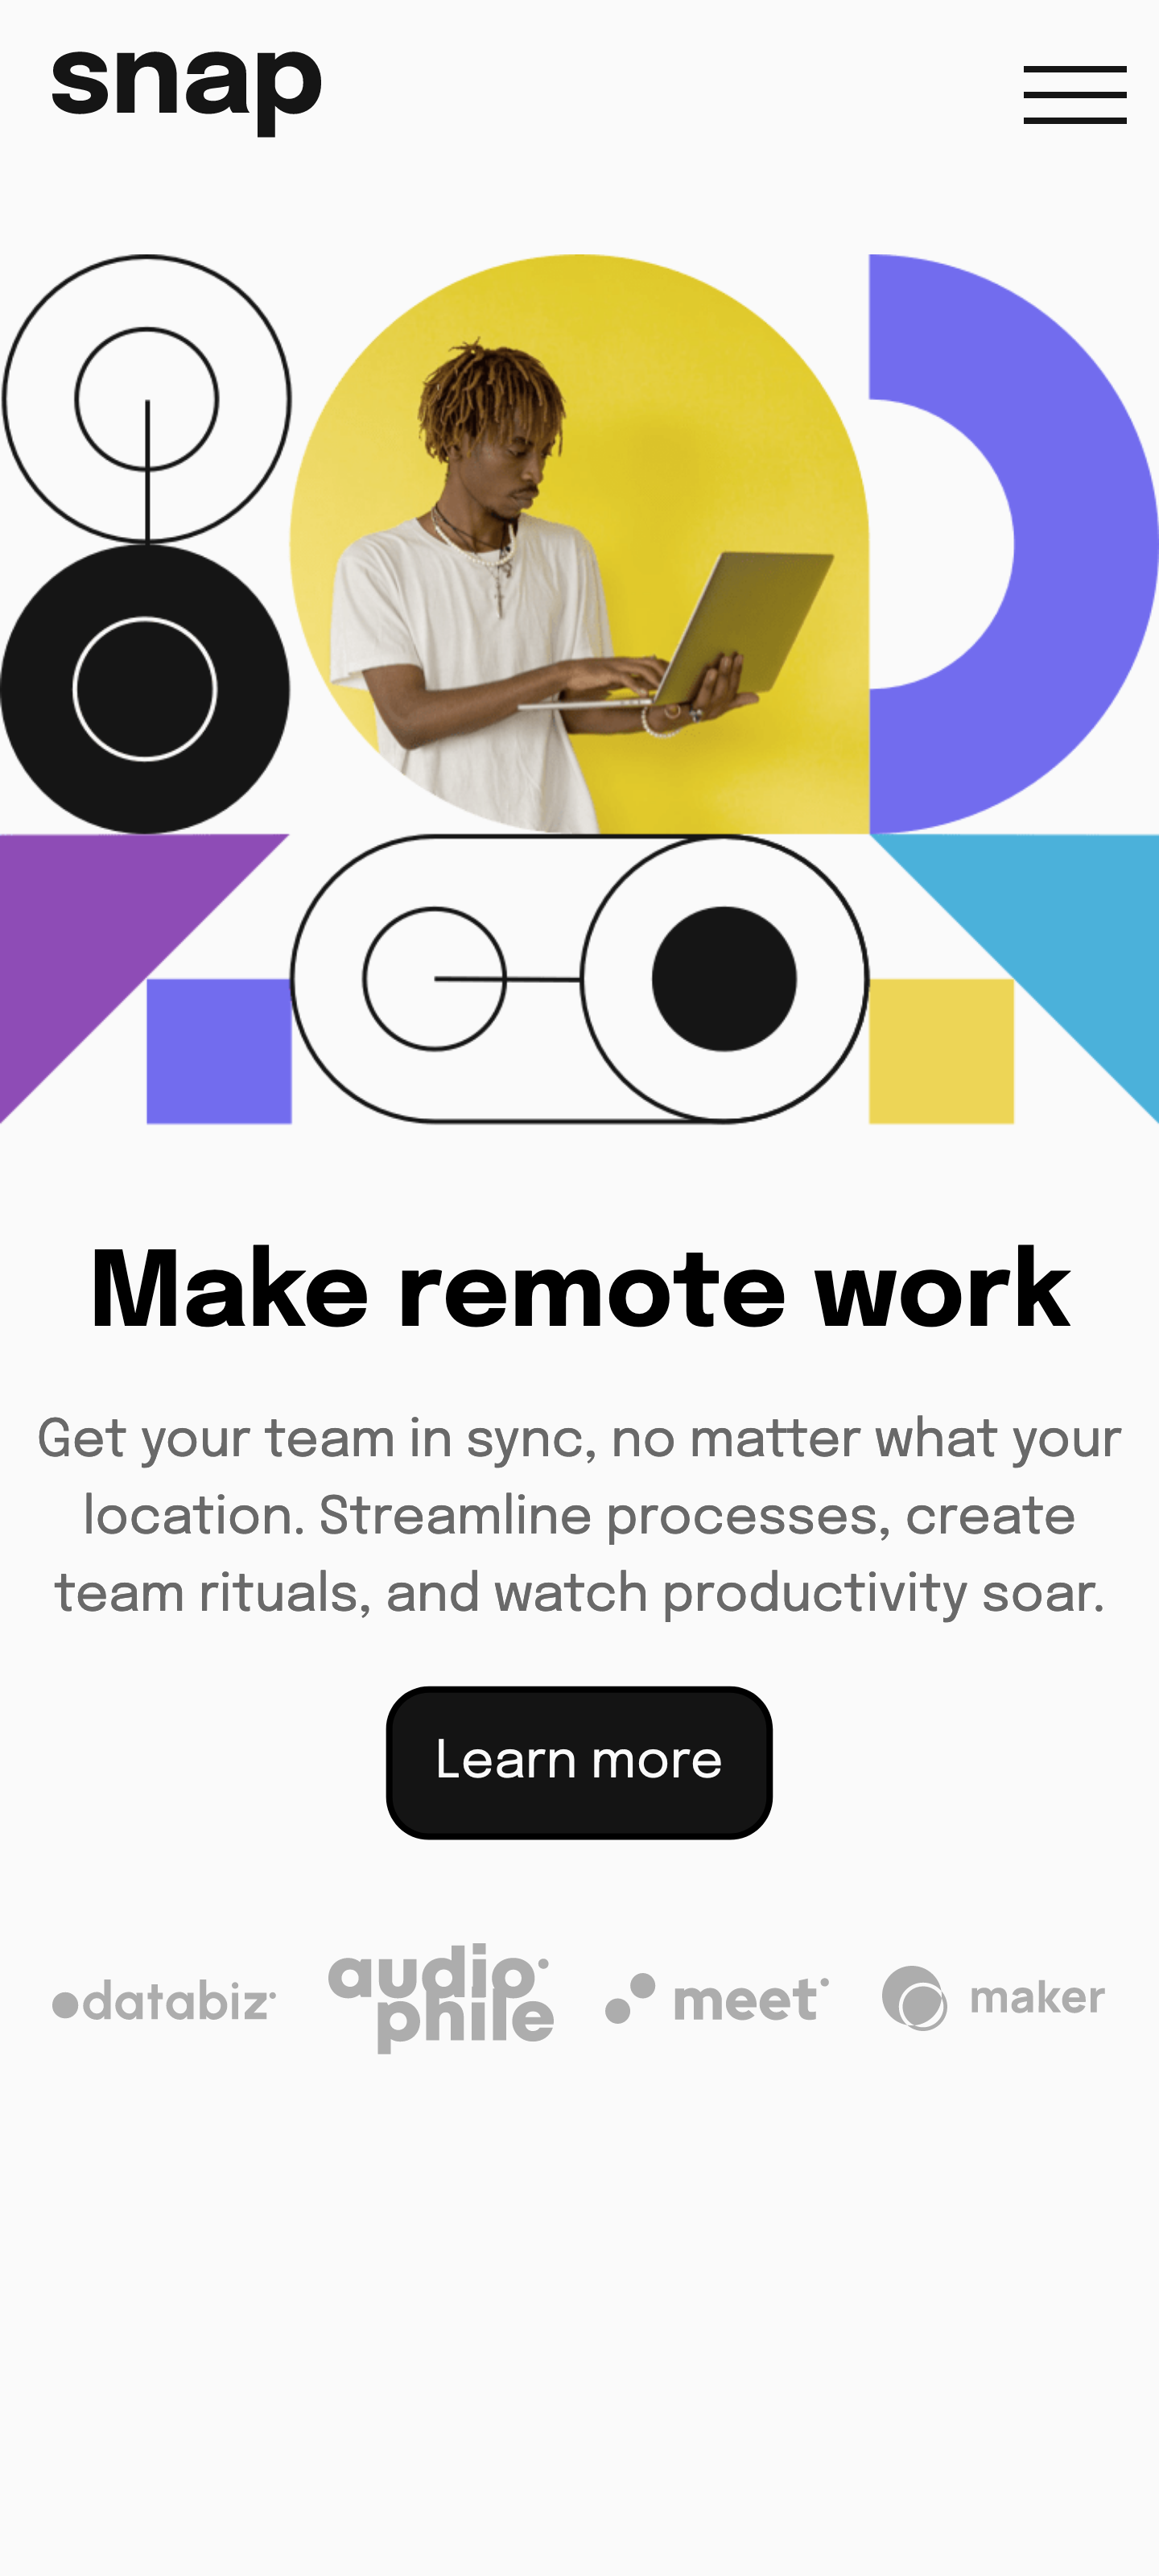 snap
Make remote work
Get your team in sync, no matter what your
location. Streamline processes, create
team rituals, and watch productivity soar.
Learn more
databiz
audio
phile
meet
maker